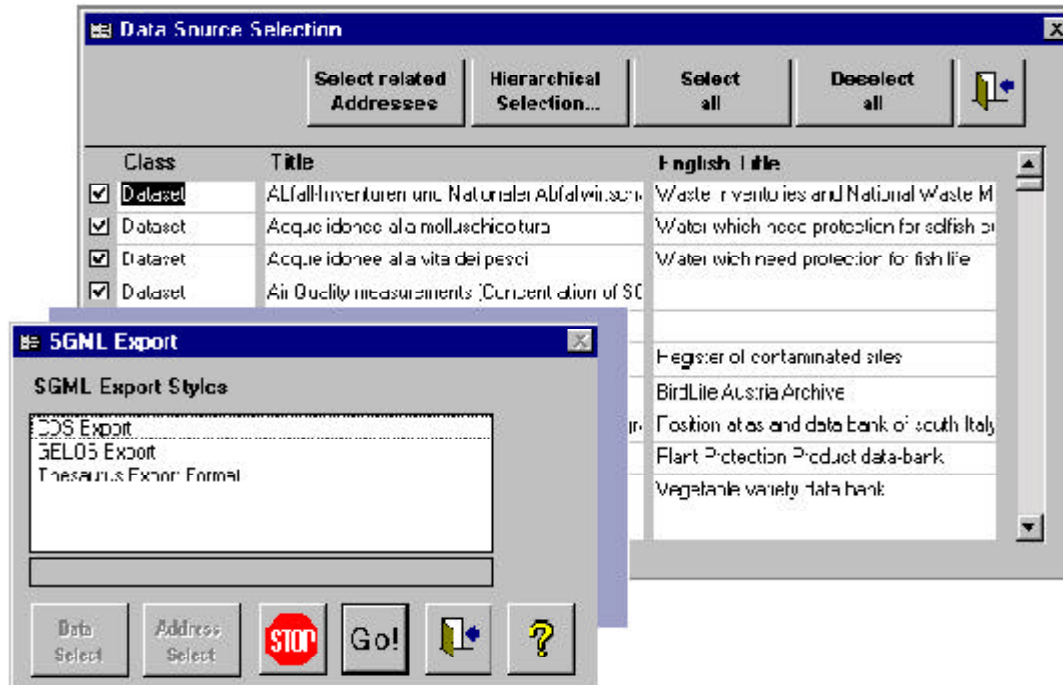 Data Source Selection
Select related Addresses
Hierarchical Selection...
Select all
Deselect all
Class Title English Title
Dataset Abfall-Inventuren und Nationaler Abfallwirtsch Waste Inventories and National Waste M
Dataset Acque idonee alla molluschicoltura Water which need protection for selfish
Dataset Acque idonee alla vita dei pesci Water wich need protection for fish life
Dataset Air Quality measurements (Concentration of SO
Register of contaminated sites
BirdLife Austria Archive
Position atlas and data bank of south Italy
Plant Protection Product data-bank
Vegetable variety data bank
SGML Export
SGML Export Styles
CDS Export
GELOS Export
Thesaurus Export Format
Data Select
Address Select
STOP
Go!
?